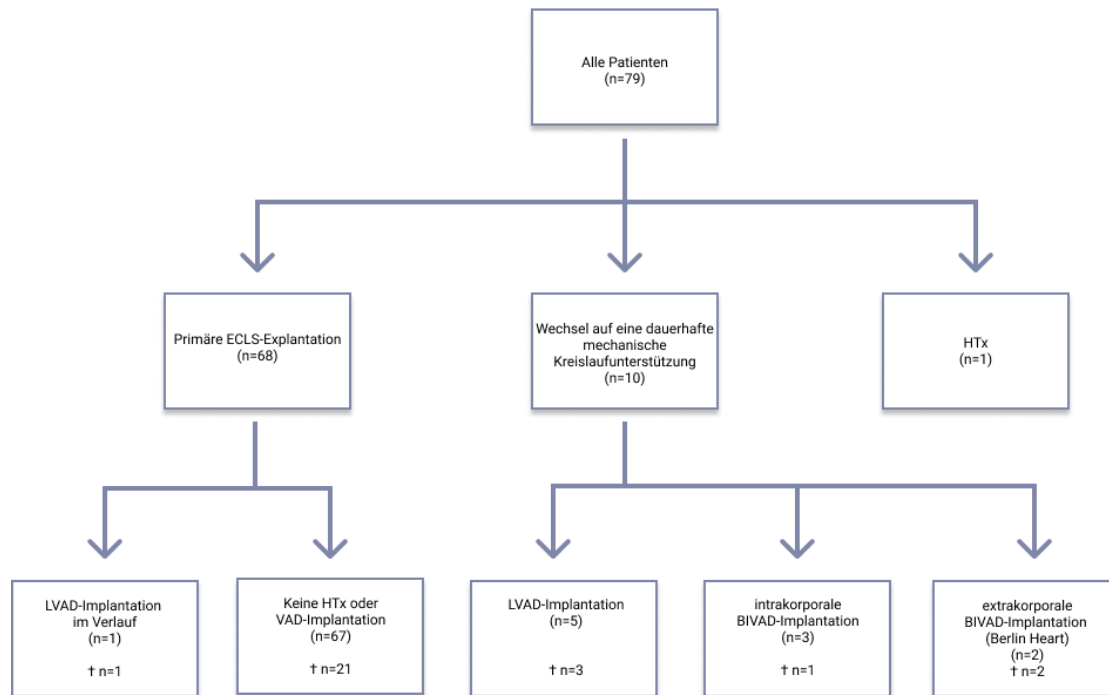 Alle Patienten
(n=79)
Primäre ECLS-Explantation
(n=68)
Wechsel auf eine dauerhafte
mechanische
Kreislaufunterstützung
(n=10)
HTx
(n=1)
LVAD-Implantation
im Verlauf
(n=1)
† n=1
Keine HTx oder
VAD-Implantation
(n=67)
† n=21
LVAD-Implantation
(n=5)
† n=3
intrakorporale
BIVAD-Implantation
(n=3)
† n=1
extrakorporale
BIVAD-Implantation
(Berlin Heart)
(n=2)
† n=2